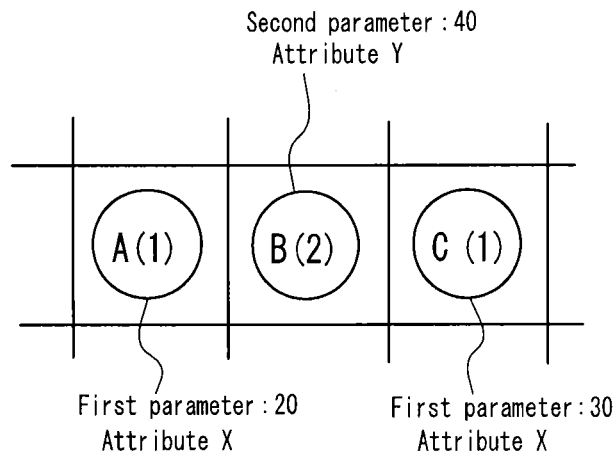 Second parameter:40
Attribute Y
A(1)
B(2)
C(1)
First parameter:20
Attribute X
First parameter:30
Attribute X